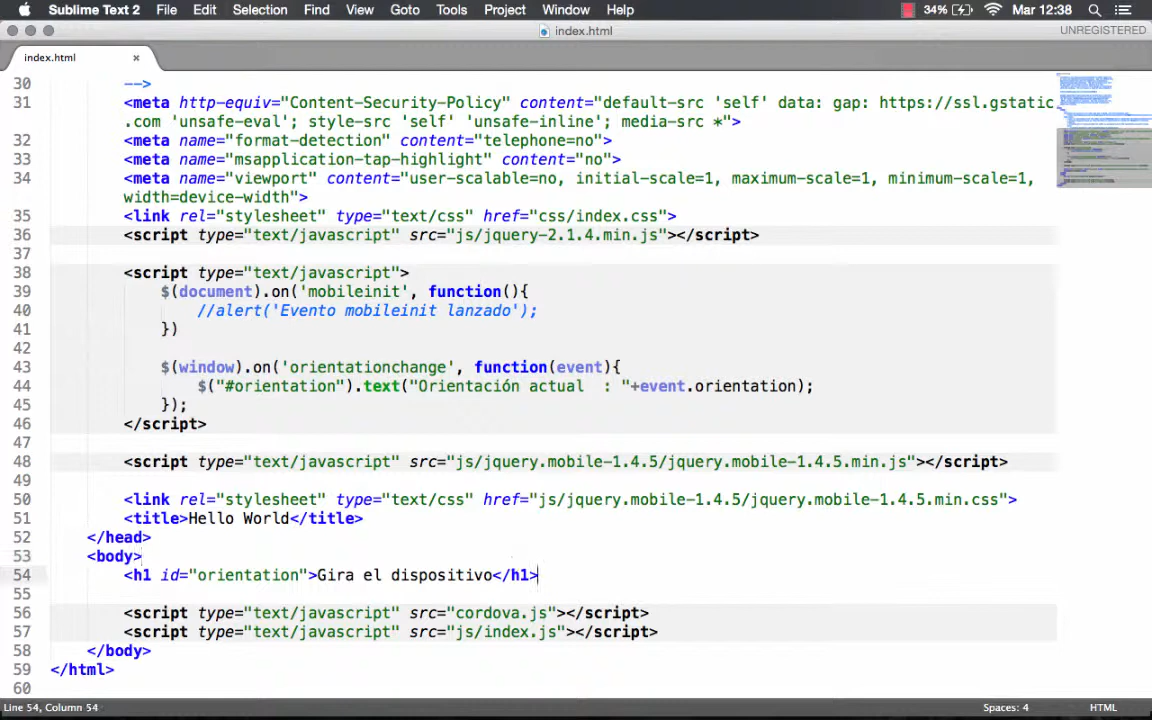 Sublime Text 2 File Edit Selection Find View Goto Tools Project Window Help 34% Mar 12:38
index.html UNREGISTERED
index.html ×
30 -->
31 <meta http-equiv="Content-Security-Policy" content="default-src 'self' data: gap: https://ssl.gstatic
.com 'unsafe-eval'; style-src 'self' 'unsafe-inline'; media-src *">
32 <meta name="format-detection" content="telephone=no">
33 <meta name="msapplication-tap-highlight" content="no">
34 <meta name="viewport" content="user-scalable=no, initial-scale=1, maximum-scale=1, minimum-scale=1,
width=device-width">
35 <link rel="stylesheet" type="text/css" href="css/index.css">
36 <script type="text/javascript" src="js/jquery-2.1.4.min.js"></script>
37
38 <script type="text/javascript">
39 $(document).on('mobileinit', function(){
40 //alert('Evento mobileinit lanzado');
41 })
42
43 $(window).on('orientationchange', function(event){
44 $("#orientation").text("Orientación actual  : "+event.orientation);
45 });
46 </script>
47
48 <script type="text/javascript" src="js/jquery.mobile-1.4.5/jquery.mobile-1.4.5.min.js"></script>
49
50 <link rel="stylesheet" type="text/css" href="js/jquery.mobile-1.4.5/jquery.mobile-1.4.5.min.css">
51 <title>Hello World</title>
52 </head>
53 <body>
54 <h1 id="orientation">Gira el dispositivo</h1>
55
56 <script type="text/javascript" src="cordova.js"></script>
57 <script type="text/javascript" src="js/index.js"></script>
58 </body>
59 </html>
60
Line 54, Column 54 Spaces: 4 HTML